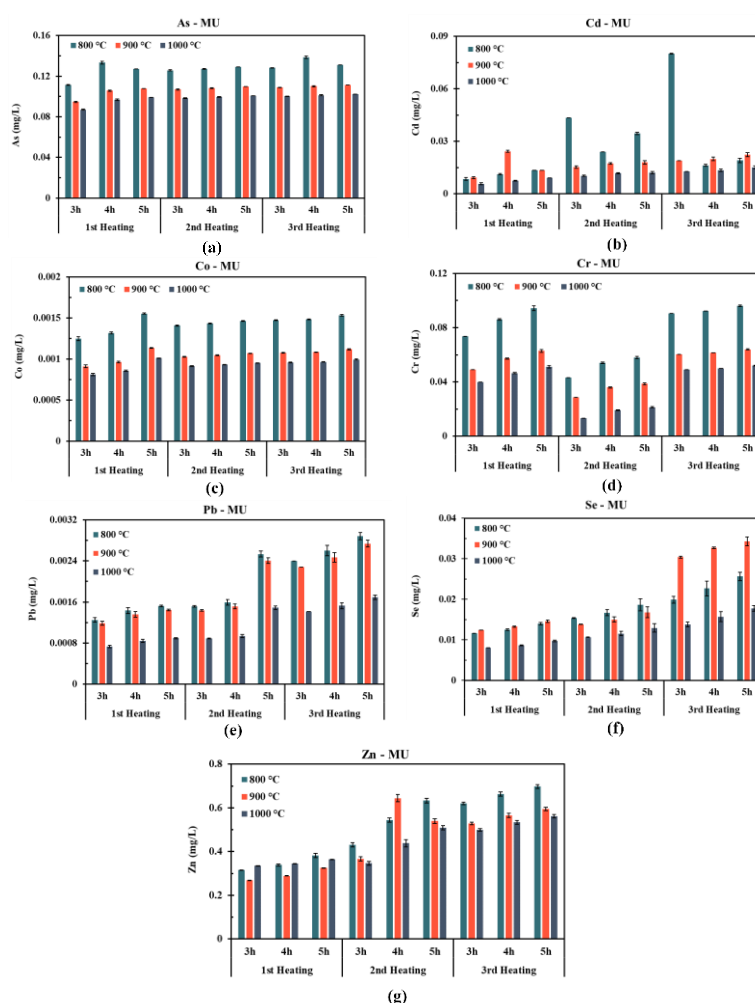 As - MU
800 °C 900 °C 1000 °C
As (mg/L)
0.16
0.12
0.08
0.04
0
3h 4h 5h 3h 4h 5h 3h 4h 5h
1st Heating 2nd Heating 3rd Heating
(a)
Cd - MU
800 °C
900 °C
1000 °C
Cd (mg/L)
0.09
0.06
0.03
0
3h 4h 5h 3h 4h 5h 3h 4h 5h
1st Heating 2nd Heating 3rd Heating
(b)
Co - MU
800 °C 900 °C 1000 °C
Co (mg/L)
0.002
0.0015
0.001
0.0005
0
3h 4h 5h 3h 4h 5h 3h 4h 5h
1st Heating 2nd Heating 3rd Heating
(c)
Cr - MU
800 °C 900 °C 1000 °C
Cr (mg/L)
0.12
0.08
0.04
0
3h 4h 5h 3h 4h 5h 3h 4h 5h
1st Heating 2nd Heating 3rd Heating
(d)
Pb - MU
800 °C
900 °C
1000 °C
Pb (mg/L)
0.0032
0.0024
0.0016
0.0008
0
3h 4h 5h 3h 4h 5h 3h 4h 5h
1st Heating 2nd Heating 3rd Heating
(e)
Se - MU
800 °C
900 °C
1000 °C
Se (mg/L)
0.04
0.03
0.02
0.01
0
3h 4h 5h 3h 4h 5h 3h 4h 5h
1st Heating 2nd Heating 3rd Heating
(f)
Zn - MU
800 °C
900 °C
1000 °C
Zn (mg/L)
0.8
0.6
0.4
0.2
0
3h 4h 5h 3h 4h 5h 3h 4h 5h
1st Heating 2nd Heating 3rd Heating
(g)